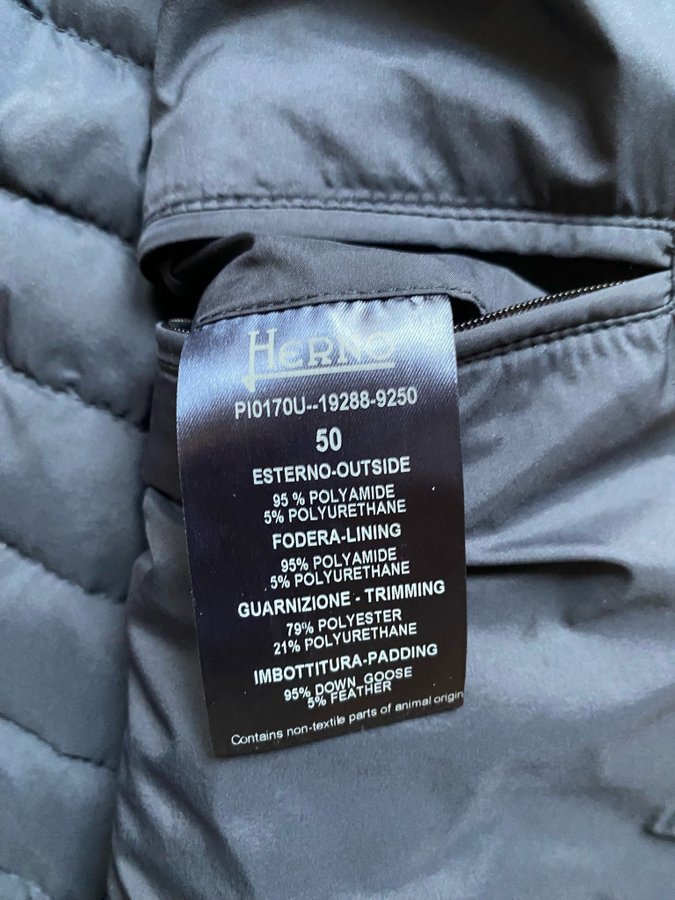 HERNO
PI0170U--19288-9250
50
ESTERNO-OUTSIDE
95 % POLYAMIDE
5% POLYURETHANE
FODERA-LINING
95% POLYAMIDE
5% POLYURETHANE
GUARNIZIONE - TRIMMING
79% POLYESTER
21% POLYURETHANE
IMBOTTITURA-PADDING
95% DOWN GOOSE
5% FEATHER
Contains non-textile parts of animal origin